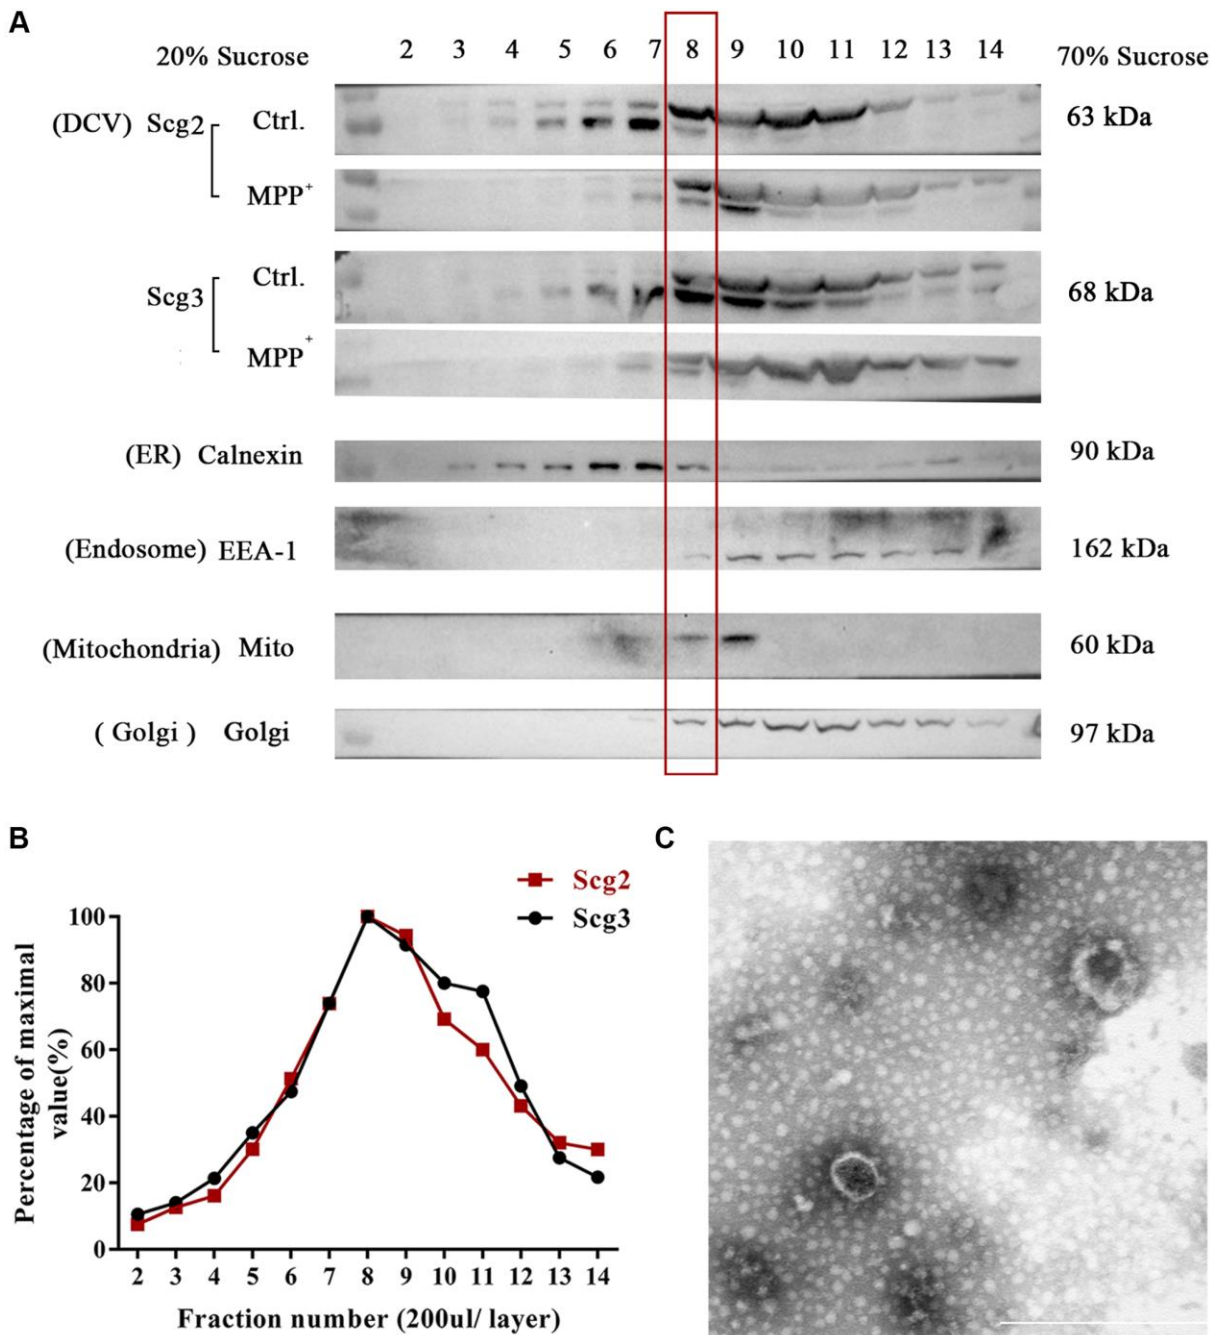 A
20% Sucrose 2 3 4 5 6 7 8 9 10 11 12 13 14 70% Sucrose
(DCV) Scg2 Ctrl. 63 kDa
MPP+
Scg3 Ctrl. 68 kDa
MPP+
(ER) Calnexin 90 kDa
(Endosome) EEA-1 162 kDa
(Mitochondria) Mito 60 kDa
( Golgi ) Golgi 97 kDa
B
Scg2
Scg3
Percentage of maximal
value(%)
100
80
60
40
20
0
2 3 4 5 6 7 8 9 10 11 12 13 14
Fraction number (200ul/ layer)
C